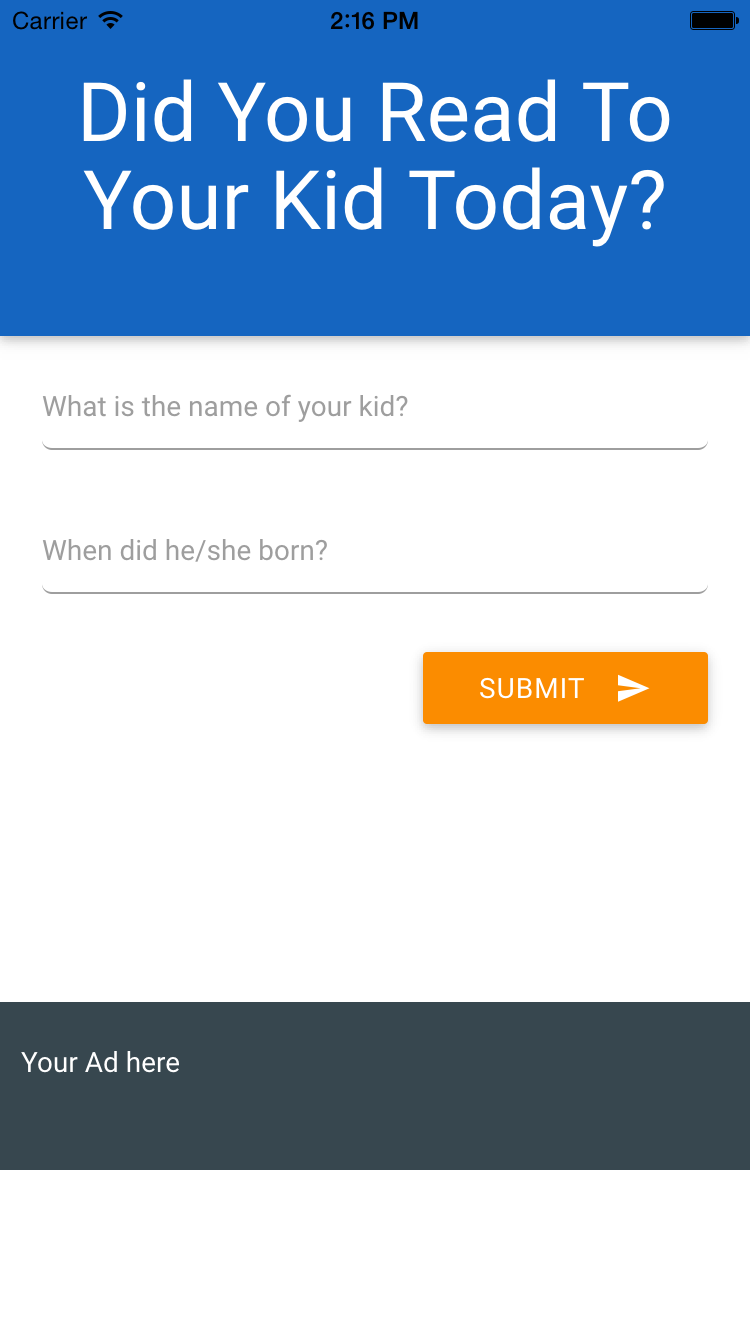 Carrier 2:16 PM
Did You Read To
Your Kid Today?
What is the name of your kid?
When did he/she born?
SUBMIT
Your Ad here